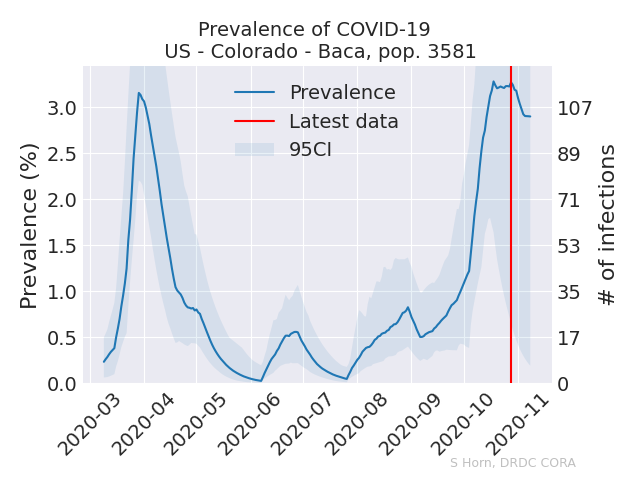 Prevalence of COVID-19
US - Colorado - Baca, pop. 3581
Prevalence (%)
3.0
2.5
2.0
1.5
1.0
0.5
0.0
Prevalence
Latest data
95CI
107
89
71
53
35
17
0
# of infections
2020-03
2020-04
2020-05
2020-06
2020-07
2020-08
2020-09
2020-10
2020-11
S Horn, DRDC CORA